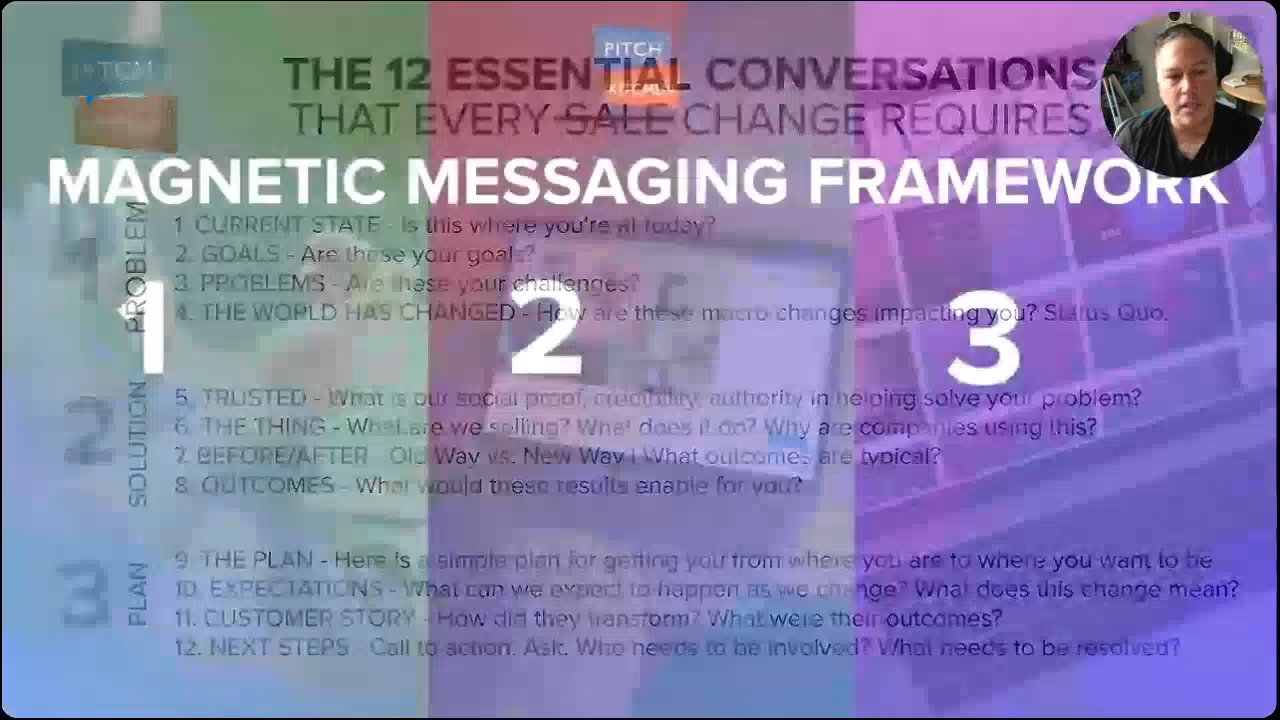 PITCH
KITCHEN
PITCH
THE 12 ESSENTIAL CONVERSATIONS
THAT EVERY SALE CHANGE REQUIRES
MAGNETIC MESSAGING FRAMEWORK
1
PROBLEM
1. CURRENT STATE - Is this where you're at today?
2. GOALS - Are these your goals?
3. PROBLEMS - Are these your challenges?
4. THE WORLD HAS CHANGED - How are these macro changes impacting you? Status Quo.
1
2
3
2
SOLUTION
5. TRUSTED - What is our social proof, credibility, authority in helping solve your problem?
6. THE THING - What are we selling? What does it do? Why are companies using this?
7. BEFORE/AFTER - Old Way vs. New Way | What outcomes are typical?
8. OUTCOMES - What would these results enable for you?
3
PLAN
9. THE PLAN - Here is a simple plan for getting you from where you are to where you want to be
10. EXPECTATIONS - What can we expect to happen as we change? What does this change mean?
11. CUSTOMER STORY - How did they transform? What were their outcomes?
12. NEXT STEPS - Call to action. Ask. Who needs to be involved? What needs to be resolved?